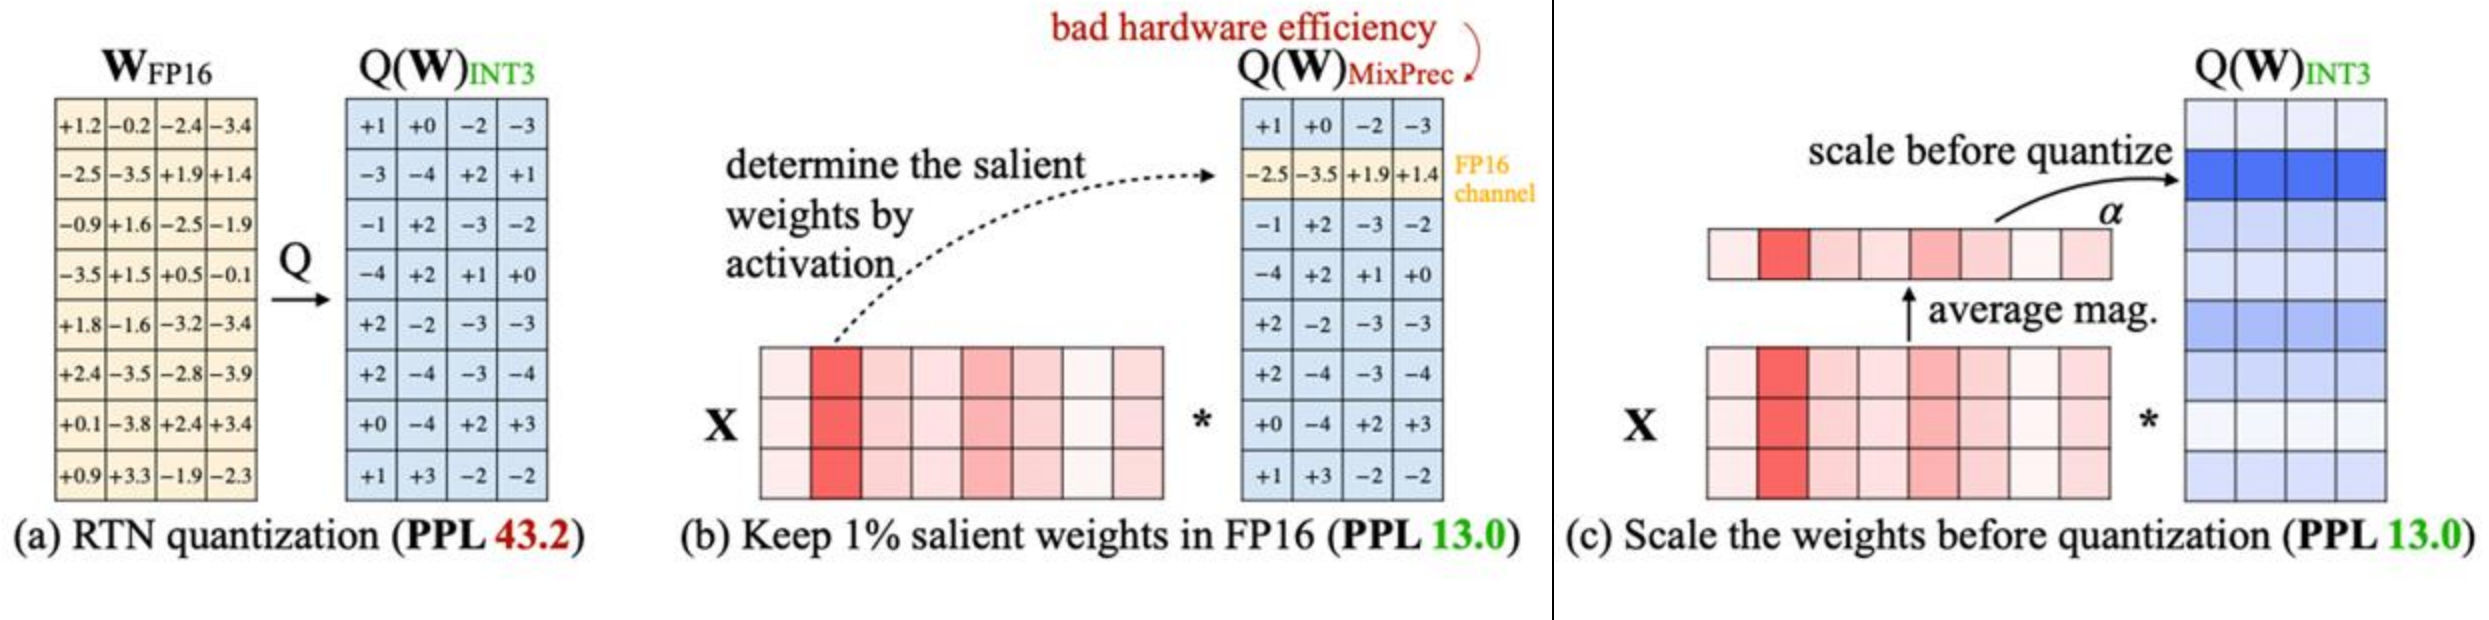 W_FP16
+1.2 −0.2 −2.4 −3.4
−2.5 −3.5 +1.9 +1.4
−0.9 +1.6 −2.5 −1.9
−3.5 +1.5 +0.5 −0.1
+1.8 −1.6 −3.2 −3.4
+2.4 −3.5 −2.8 −3.9
+0.1 −3.8 +2.4 +3.4
+0.9 +3.3 −1.9 −2.3
Q
Q(W)_INT3
+1 +0 −2 −3
−3 −4 +2 +1
−1 +2 −3 −2
−4 +2 +1 +0
+2 −2 −3 −3
+2 −4 −3 −4
+0 −4 +2 +3
+1 +3 −2 −2
(a) RTN quantization (PPL 43.2)
bad hardware efficiency
Q(W)_MixPrec
determine the salient
weights by
activation
X
*
+1 +0 −2 −3
−2.5 −3.5 +1.9 +1.4
−1 +2 −3 −2
−4 +2 +1 +0
+2 −2 −3 −3
+2 −4 −3 −4
+0 −4 +2 +3
+1 +3 −2 −2
FP16
channel
(b) Keep 1% salient weights in FP16 (PPL 13.0)
Q(W)_INT3
scale before quantize
α
average mag.
X
*
(c) Scale the weights before quantization (PPL 13.0)